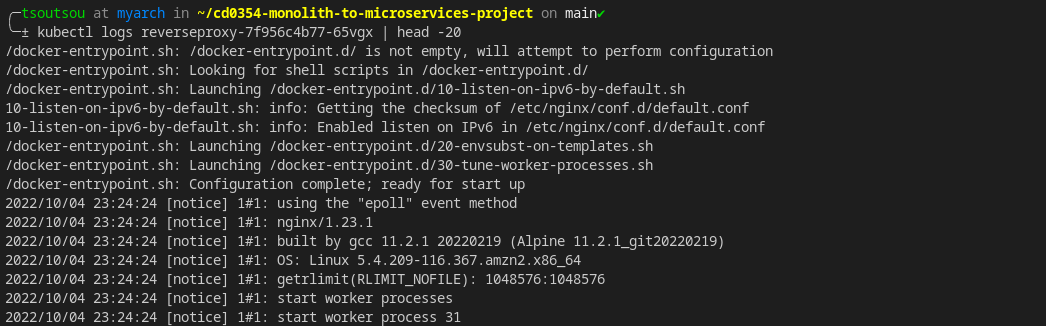 tsoutsou at myarch in ~/cd0354-monolith-to-microservices-project on main✔
± kubectl logs reverseproxy-7f956c4b77-65vgx | head -20
/docker-entrypoint.sh: /docker-entrypoint.d/ is not empty, will attempt to perform configuration
/docker-entrypoint.sh: Looking for shell scripts in /docker-entrypoint.d/
/docker-entrypoint.sh: Launching /docker-entrypoint.d/10-listen-on-ipv6-by-default.sh
10-listen-on-ipv6-by-default.sh: info: Getting the checksum of /etc/nginx/conf.d/default.conf
10-listen-on-ipv6-by-default.sh: info: Enabled listen on IPv6 in /etc/nginx/conf.d/default.conf
/docker-entrypoint.sh: Launching /docker-entrypoint.d/20-envsubst-on-templates.sh
/docker-entrypoint.sh: Launching /docker-entrypoint.d/30-tune-worker-processes.sh
/docker-entrypoint.sh: Configuration complete; ready for start up
2022/10/04 23:24:24 [notice] 1#1: using the "epoll" event method
2022/10/04 23:24:24 [notice] 1#1: nginx/1.23.1
2022/10/04 23:24:24 [notice] 1#1: built by gcc 11.2.1 20220219 (Alpine 11.2.1_git20220219)
2022/10/04 23:24:24 [notice] 1#1: OS: Linux 5.4.209-116.367.amzn2.x86_64
2022/10/04 23:24:24 [notice] 1#1: getrlimit(RLIMIT_NOFILE): 1048576:1048576
2022/10/04 23:24:24 [notice] 1#1: start worker processes
2022/10/04 23:24:24 [notice] 1#1: start worker process 31